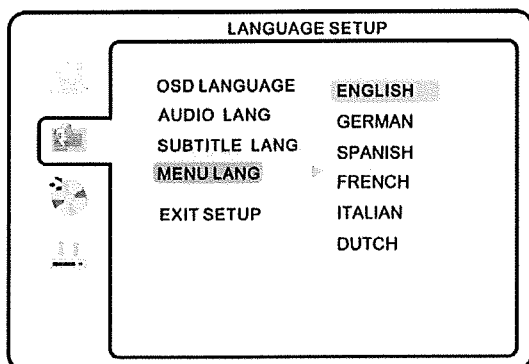 LANGUAGE SETUP
OSD LANGUAGE
AUDIO LANG
SUBTITLE LANG
MENU LANG
EXIT SETUP
ENGLISH
GERMAN
SPANISH
FRENCH
ITALIAN
DUTCH